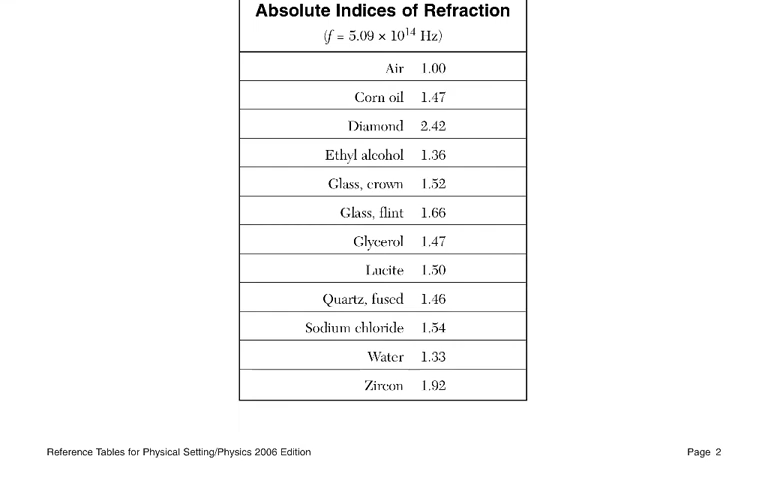 Absolute Indices of Refraction
(f = 5.09 × 10¹⁴ Hz)
Air 1.00
Corn oil 1.47
Diamond 2.42
Ethyl alcohol 1.36
Glass, crown 1.52
Glass, flint 1.66
Glycerol 1.47
Lucite 1.50
Quartz, fused 1.46
Sodium chloride 1.54
Water 1.33
Zircon 1.92
Reference Tables for Physical Setting/Physics 2006 Edition Page 2